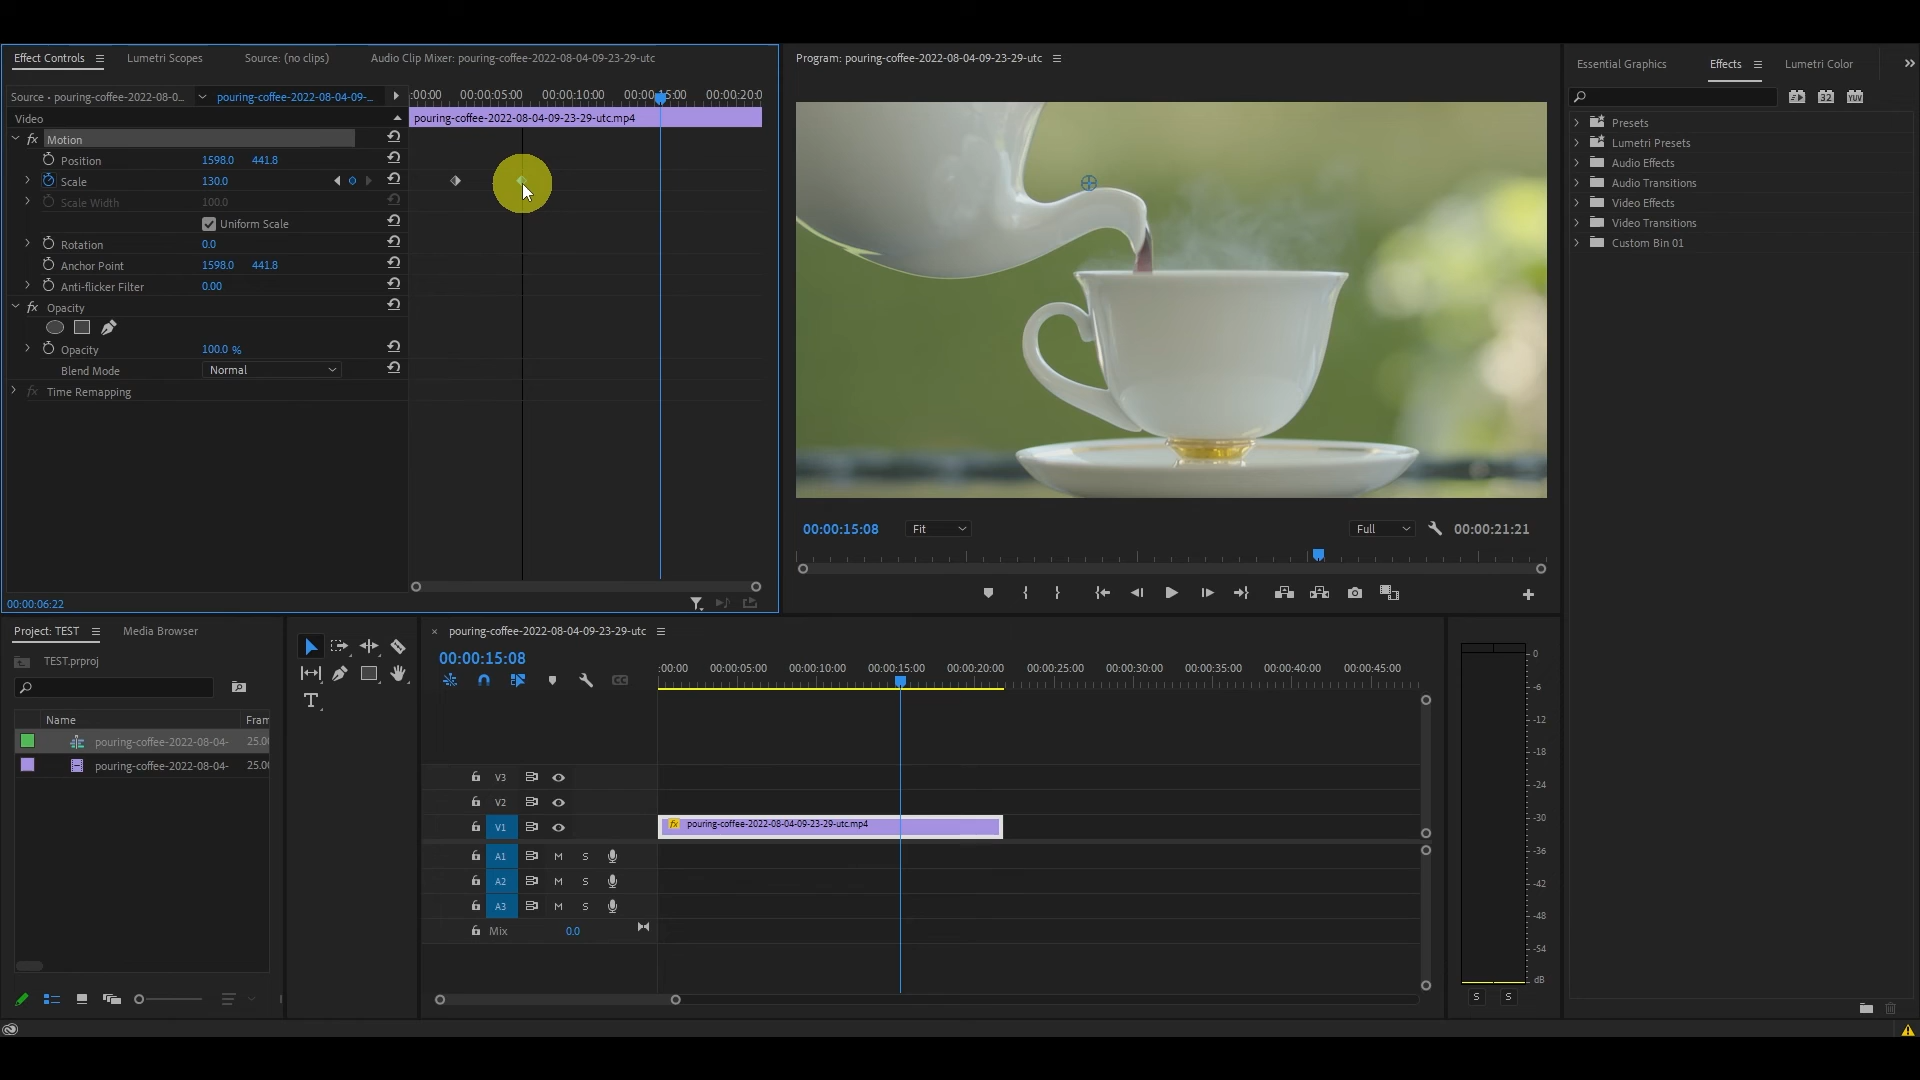 Effect Controls
Lumetri Scopes
Source: (no clips)
Audio Clip Mixer: pouring-coffee-2022-08-04-09-23-29-utc
Source • pouring-coffee-2022-08-0...
pouring-coffee-2022-08-04-09-...
:00:00
00:00:05:00
00:00:10:00
00:00:15:00
00:00:20:0
Video
pouring-coffee-2022-08-04-09-23-29-utc.mp4
fx Motion
Position 1598.0 441.8
Scale 130.0
Scale Width 100.0
Uniform Scale
Rotation 0.0
Anchor Point 1598.0 441.8
Anti-flicker Filter 0.00
fx Opacity
Opacity 100.0 %
Blend Mode Normal
fx Time Remapping
00:00:06:22
Program: pouring-coffee-2022-08-04-09-23-29-utc
00:00:15:08
Fit
Full
00:00:21:21
Essential Graphics
Effects
Lumetri Color
32
YUV
Presets
Lumetri Presets
Audio Effects
Audio Transitions
Video Effects
Video Transitions
Custom Bin 01
Project: TEST
Media Browser
TEST.prproj
Name
Fram
pouring-coffee-2022-08-04-
25.00
pouring-coffee-2022-08-04-
25.00
T
× pouring-coffee-2022-08-04-09-23-29-utc
00:00:15:08
:00:00
00:00:05:00
00:00:10:00
00:00:15:00
00:00:20:00
00:00:25:00
00:00:30:00
00:00:35:00
00:00:40:00
00:00:45:00
V3
V2
V1
fx pouring-coffee-2022-08-04-09-23-29-utc.mp4
A1 M S
A2 M S
A3 M S
Mix 0.0
0
-6
-12
-18
-24
-30
-36
-42
-48
-54
dB
S S